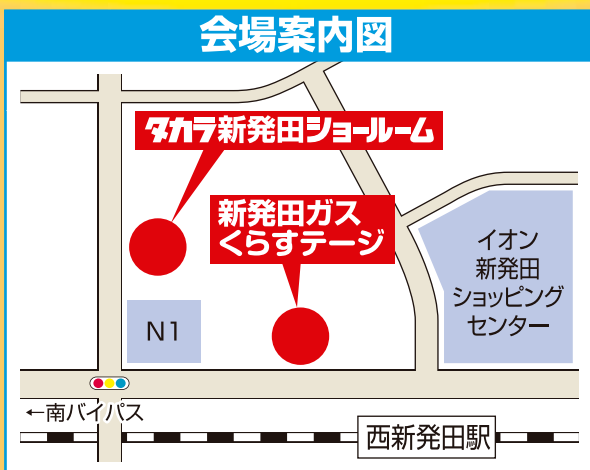 会場案内図
タカラ新発田ショールーム
新発田ガス
くらすテージ
イオン
新発田
ショッピング
センター
N1
←南バイパス
西新発田駅